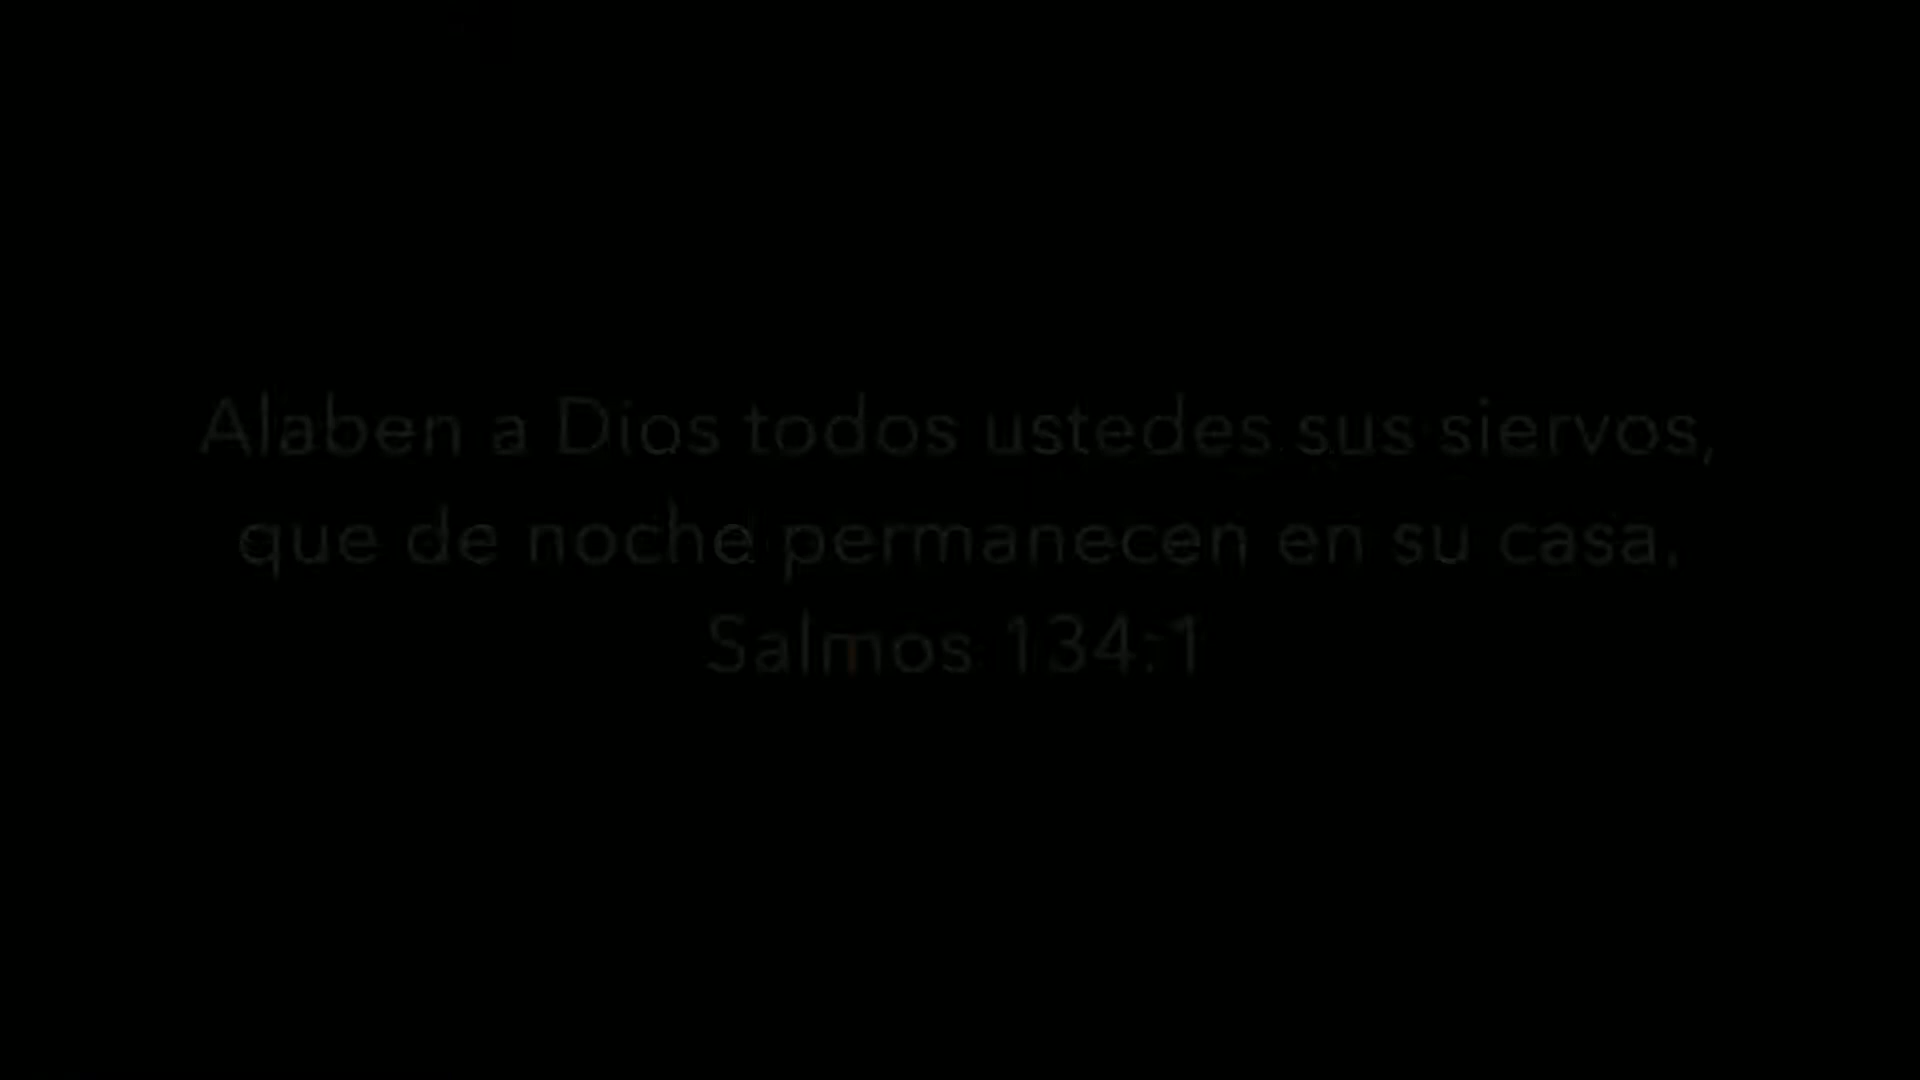 Alaben a Dios todos ustedes sus siervos,
que de noche permanecen en su casa.
Salmos 134:1